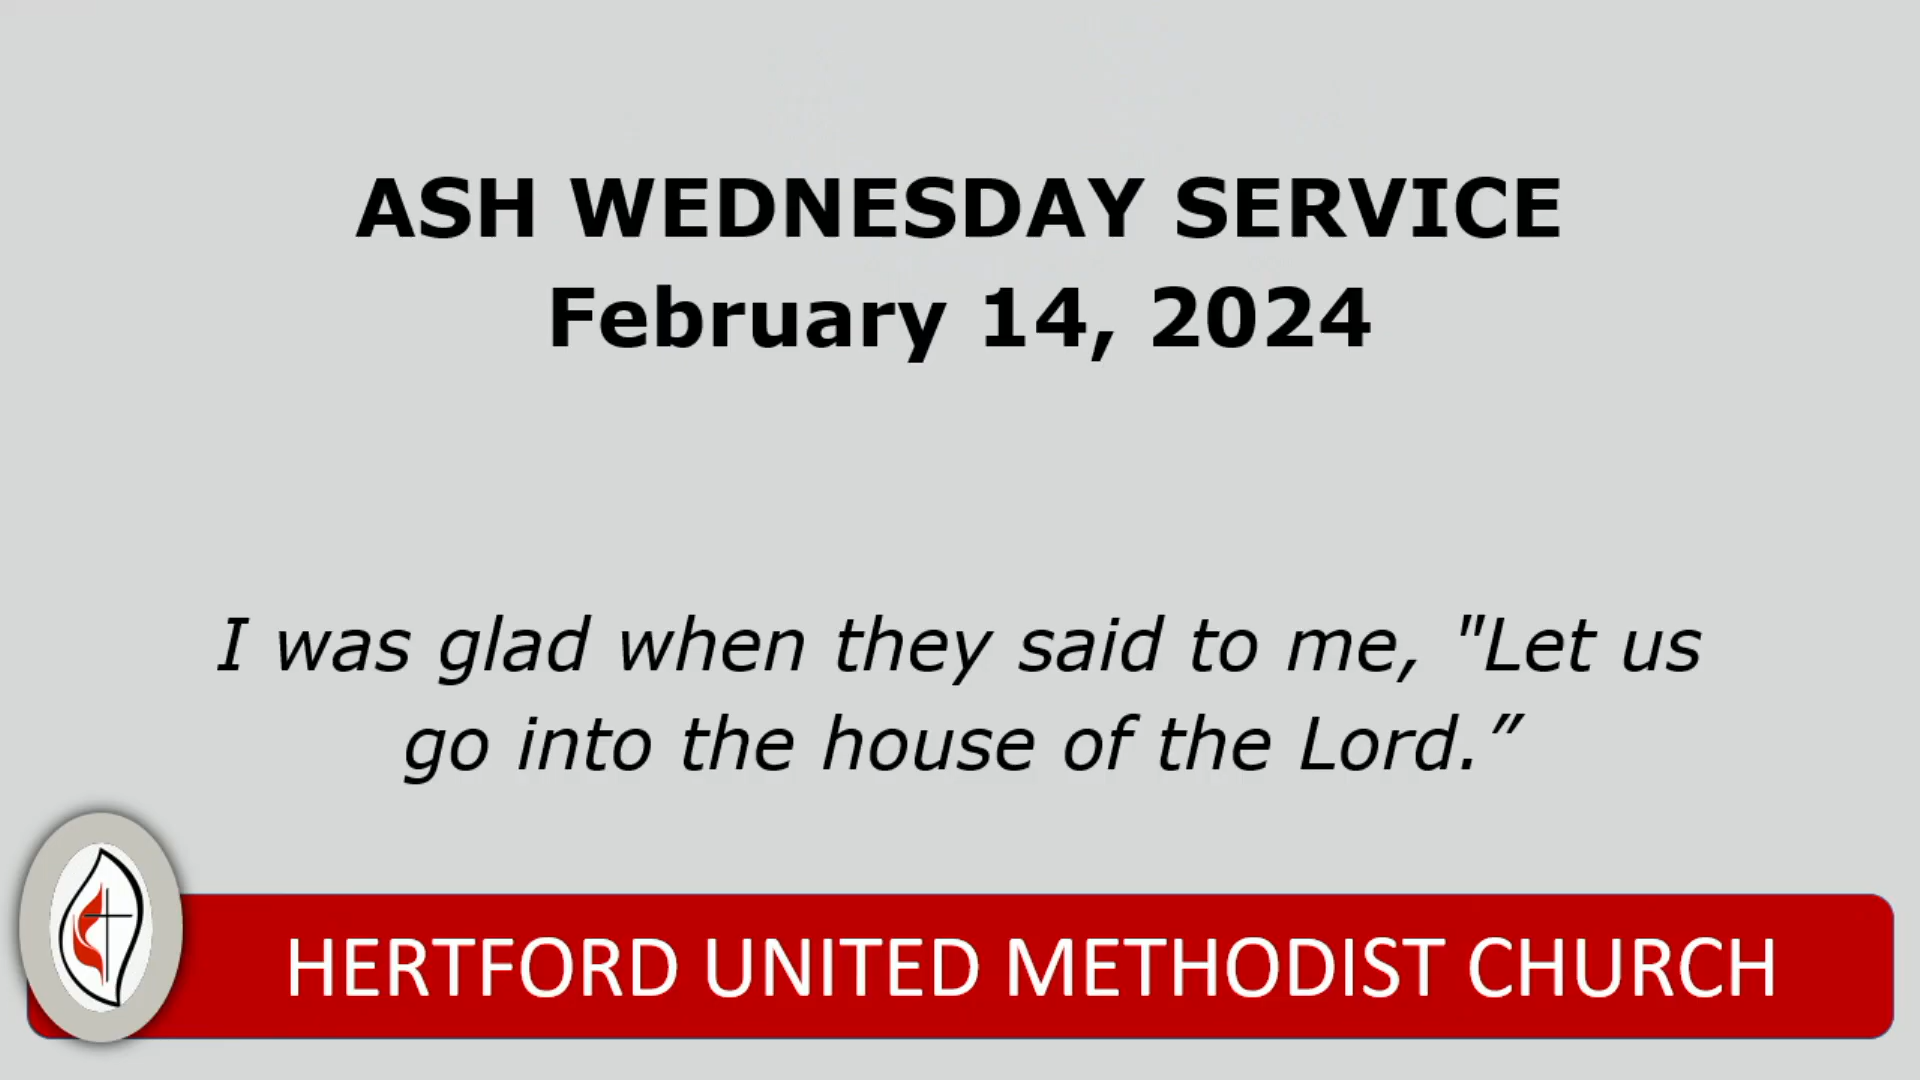 ASH WEDNESDAY SERVICE
February 14, 2024
I was glad when they said to me, "Let us
go into the house of the Lord.”
HERTFORD UNITED METHODIST CHURCH